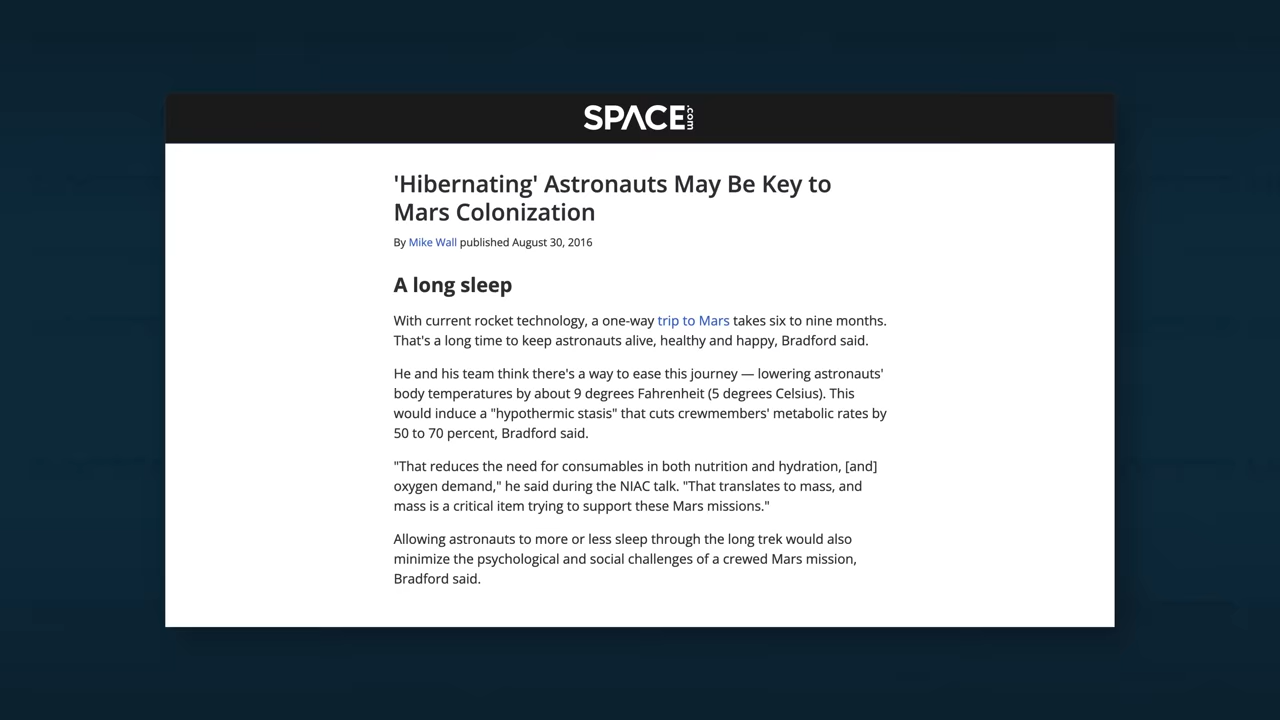 SPACE.com
'Hibernating' Astronauts May Be Key to
Mars Colonization
By Mike Wall published August 30, 2016
A long sleep
With current rocket technology, a one-way trip to Mars takes six to nine months.
That's a long time to keep astronauts alive, healthy and happy, Bradford said.
He and his team think there's a way to ease this journey — lowering astronauts'
body temperatures by about 9 degrees Fahrenheit (5 degrees Celsius). This
would induce a "hypothermic stasis" that cuts crewmembers' metabolic rates by
50 to 70 percent, Bradford said.
"That reduces the need for consumables in both nutrition and hydration, [and]
oxygen demand," he said during the NIAC talk. "That translates to mass, and
mass is a critical item trying to support these Mars missions."
Allowing astronauts to more or less sleep through the long trek would also
minimize the psychological and social challenges of a crewed Mars mission,
Bradford said.